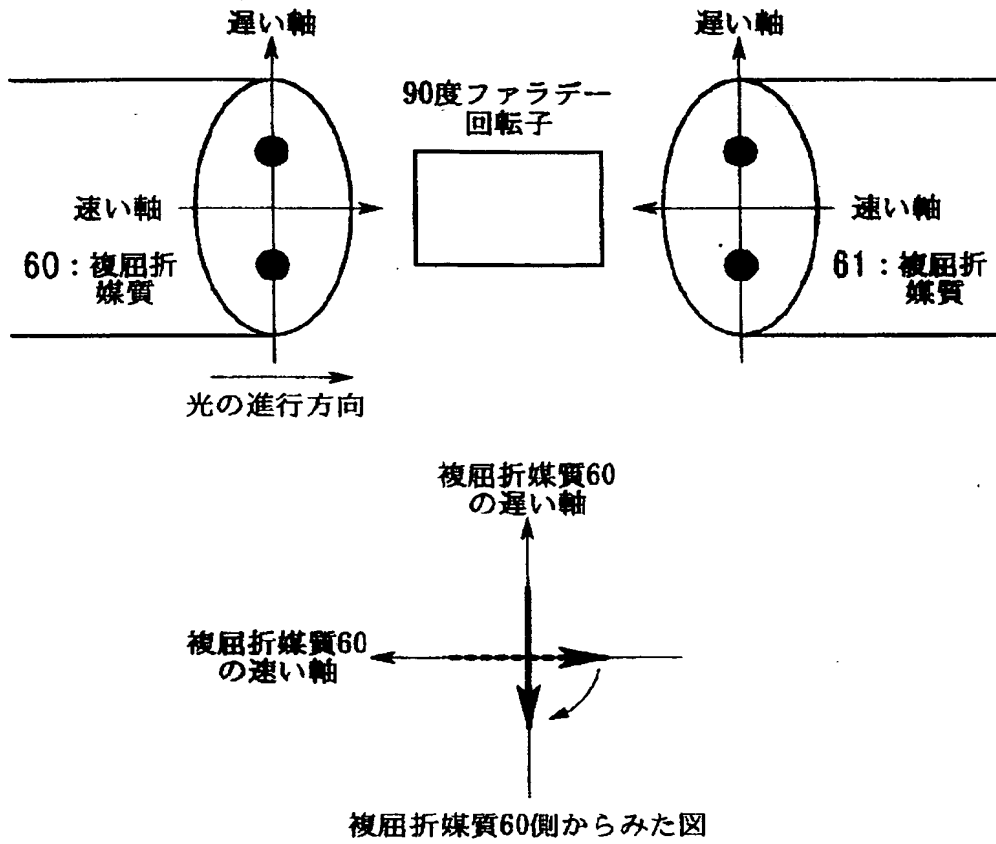 遅い軸
遅い軸
90度ファラデー
回転子
速い軸
速い軸
60：複屈折
媒質
61：複屈折
媒質
光の進行方向
複屈折媒質60
の遅い軸
複屈折媒質60
の速い軸
複屈折媒質60側からみた図